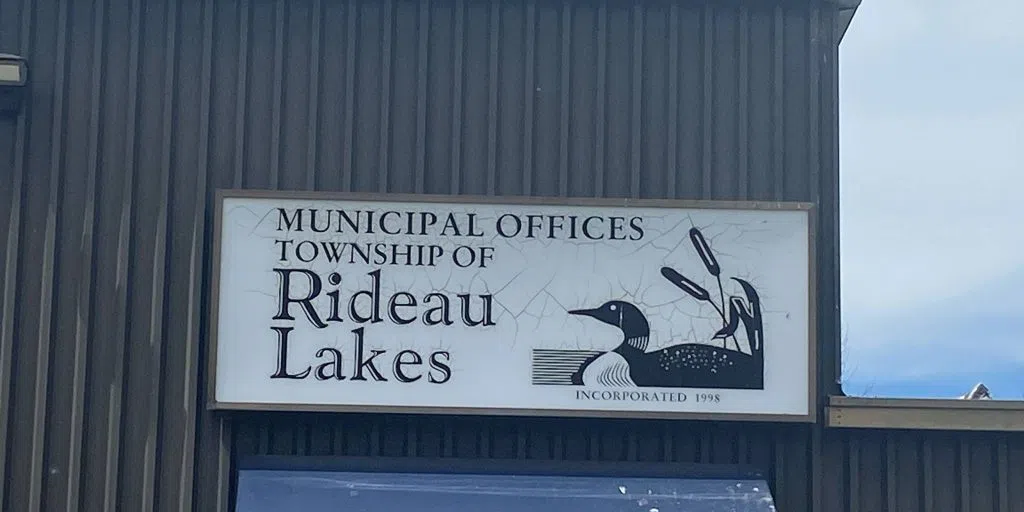 MUNICIPAL OFFICES
TOWNSHIP OF
Rideau
Lakes
INCORPORATED 1998